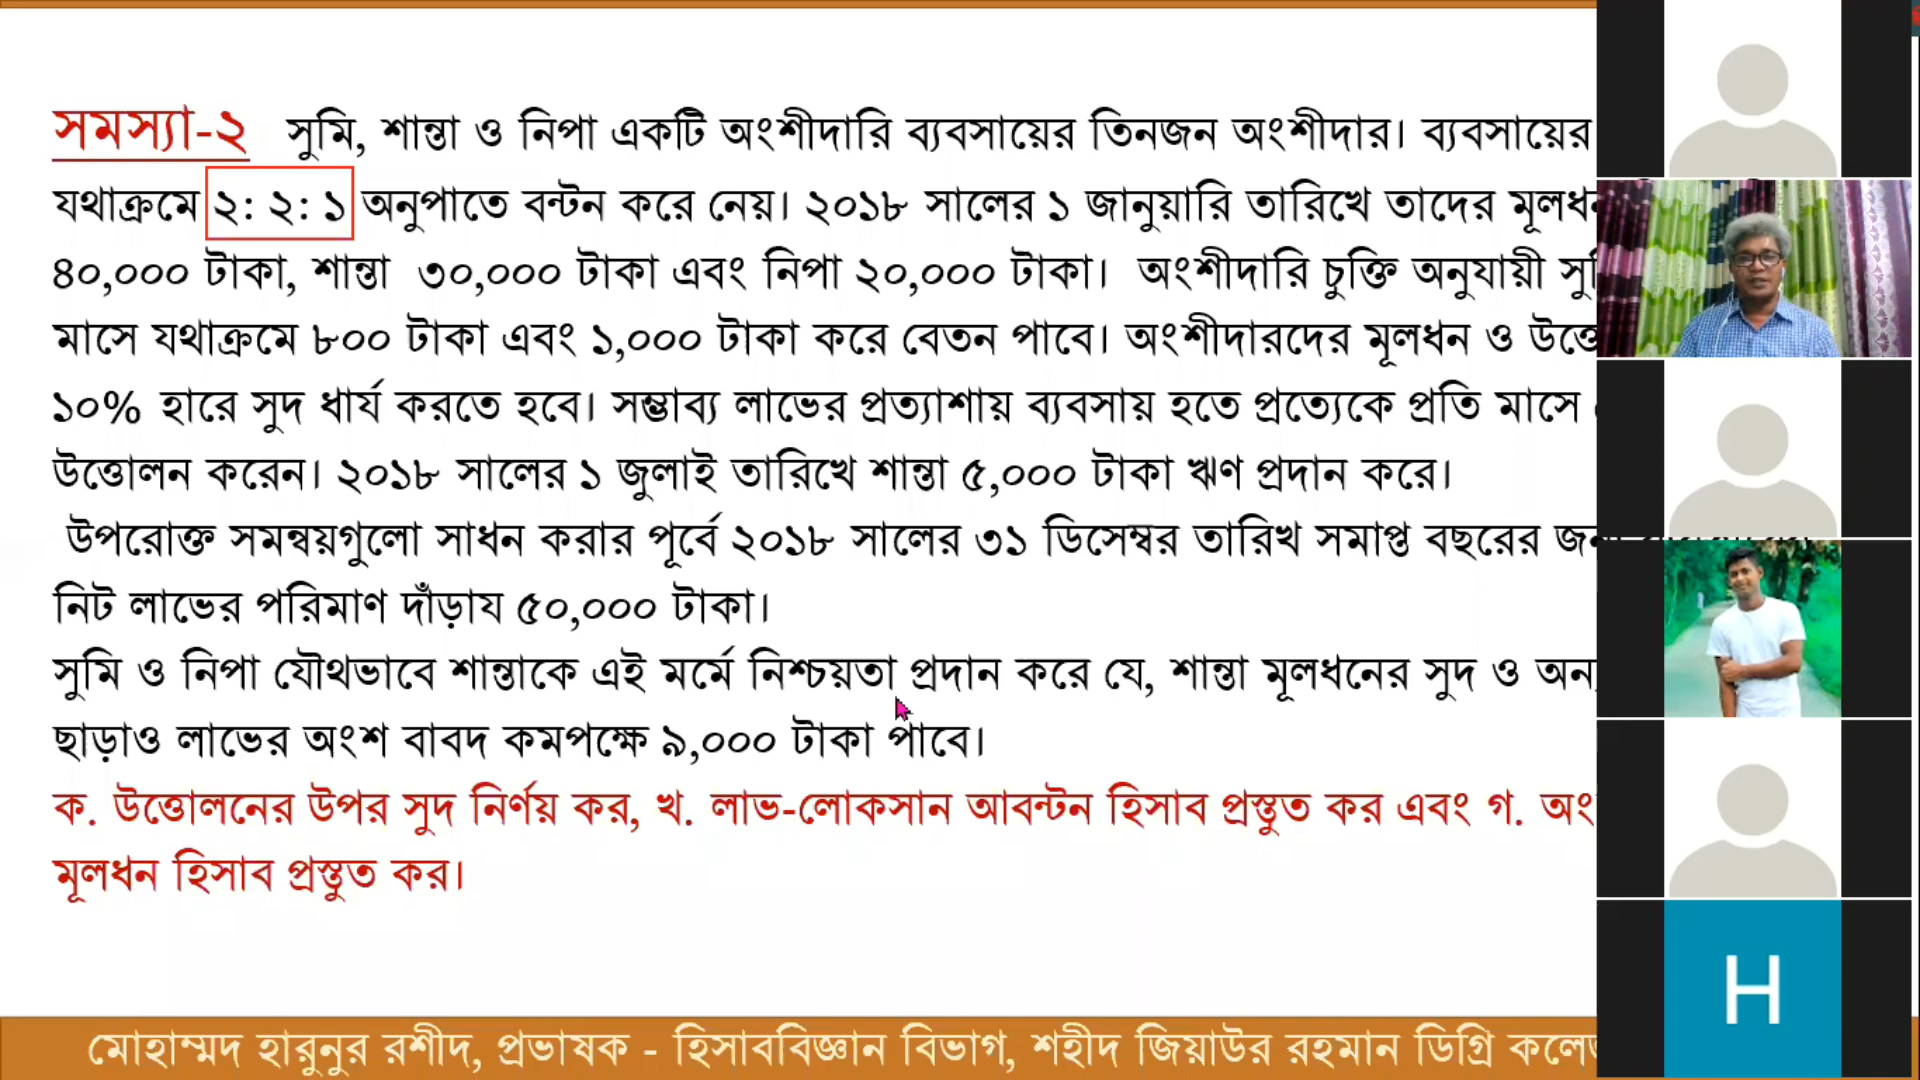 সমস্যা-২ সুমি, শান্তা ও নিপা একটি অংশীদারি ব্যবসায়ের তিনজন অংশীদার। ব্যবসায়ের
যথাক্রমে ২: ২: ১ অনুপাতে বন্টন করে নেয়। ২০১৮ সালের ১ জানুয়ারি তারিখে তাদের
৪০,০০০ টাকা, শান্তা ৩০,০০০ টাকা এবং নিপা ২০,০০০ টাকা। অংশীদারি চুক্তি অনুযায়ী
মাসে যথাক্রমে ৮০০ টাকা এবং ১,০০০ টাকা করে বেতন পাবে। অংশীদারদের মূলধন ও
১০% হারে সুদ ধার্য করতে হবে। সম্ভাব্য লাভের প্রত্যাশায় ব্যবসায় হতে প্রত্যেকে প্রতি মাসে
উত্তোলন করেন। ২০১৮ সালের ১ জুলাই তারিখে শান্তা ৫,০০০ টাকা ঋণ প্রদান করে।
উপরোক্ত সমন্বয়গুলো সাধন করার পূর্বে ২০১৮ সালের ৩১ ডিসেম্বর তারিখ সমাপ্ত বছরের
নিট লাভের পরিমাণ দাঁড়ায ৫০,০০০ টাকা।
সুমি ও নিপা যৌথভাবে শান্তাকে এই মর্মে নিশ্চয়তা প্রদান করে যে, শান্তা মূলধনের সুদ ও
ছাড়াও লাভের অংশ বাবদ কমপক্ষে ৯,০০০ টাকা পাবে।
ক. উত্তোলনের উপর সুদ নির্ণয় কর, খ. লাভ-লোকসান আবন্টন হিসাব প্রস্তুত কর এবং গ.
মূলধন হিসাব প্রস্তুত কর।
মোহাম্মদ হারুনুর রশীদ, প্রভাষক - হিসাববিজ্ঞান বিভাগ, শহীদ জিয়াউর রহমান ডিগ্রি
H